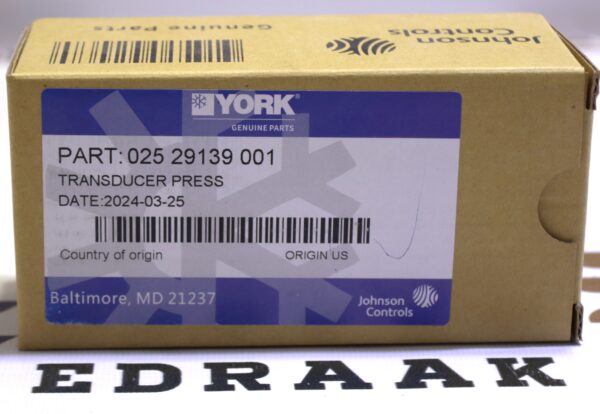 Genuine Parts
Johnson
Controls
YORK®
GENUINE PARTS
PART: 025 29139 001
TRANSDUCER PRESS
DATE:2024-03-25
Country of origin
ORIGIN US
Baltimore, MD 21237
Johnson
Controls
EDRAAK